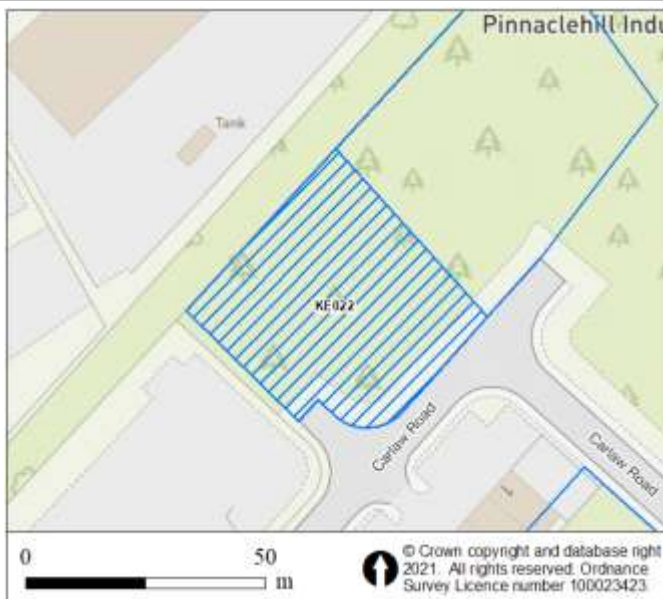 Pinnaclehill Indu
Tank
KE022
Carlaw Road
Carlaw Road
0 50
m
© Crown copyright and database right
2021. All rights reserved. Ordnance
Survey Licence number 100023423.